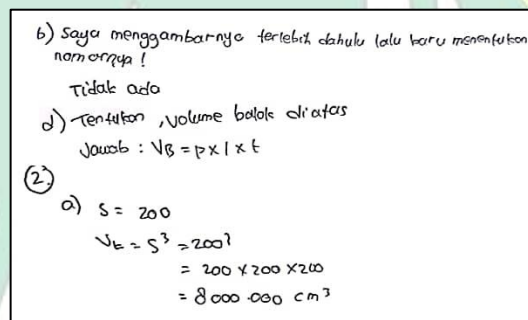 b) Saya menggambarnya terlebih dahulu lalu baru menentukan
nomornya !
Tidak ada
d) Tentukan , volume balok diatas
Jawab : VB = p x l x t
2.
a) S = 200
Vk = S³ = 200³
= 200 x 200 x 200
= 8 000 .000 cm³